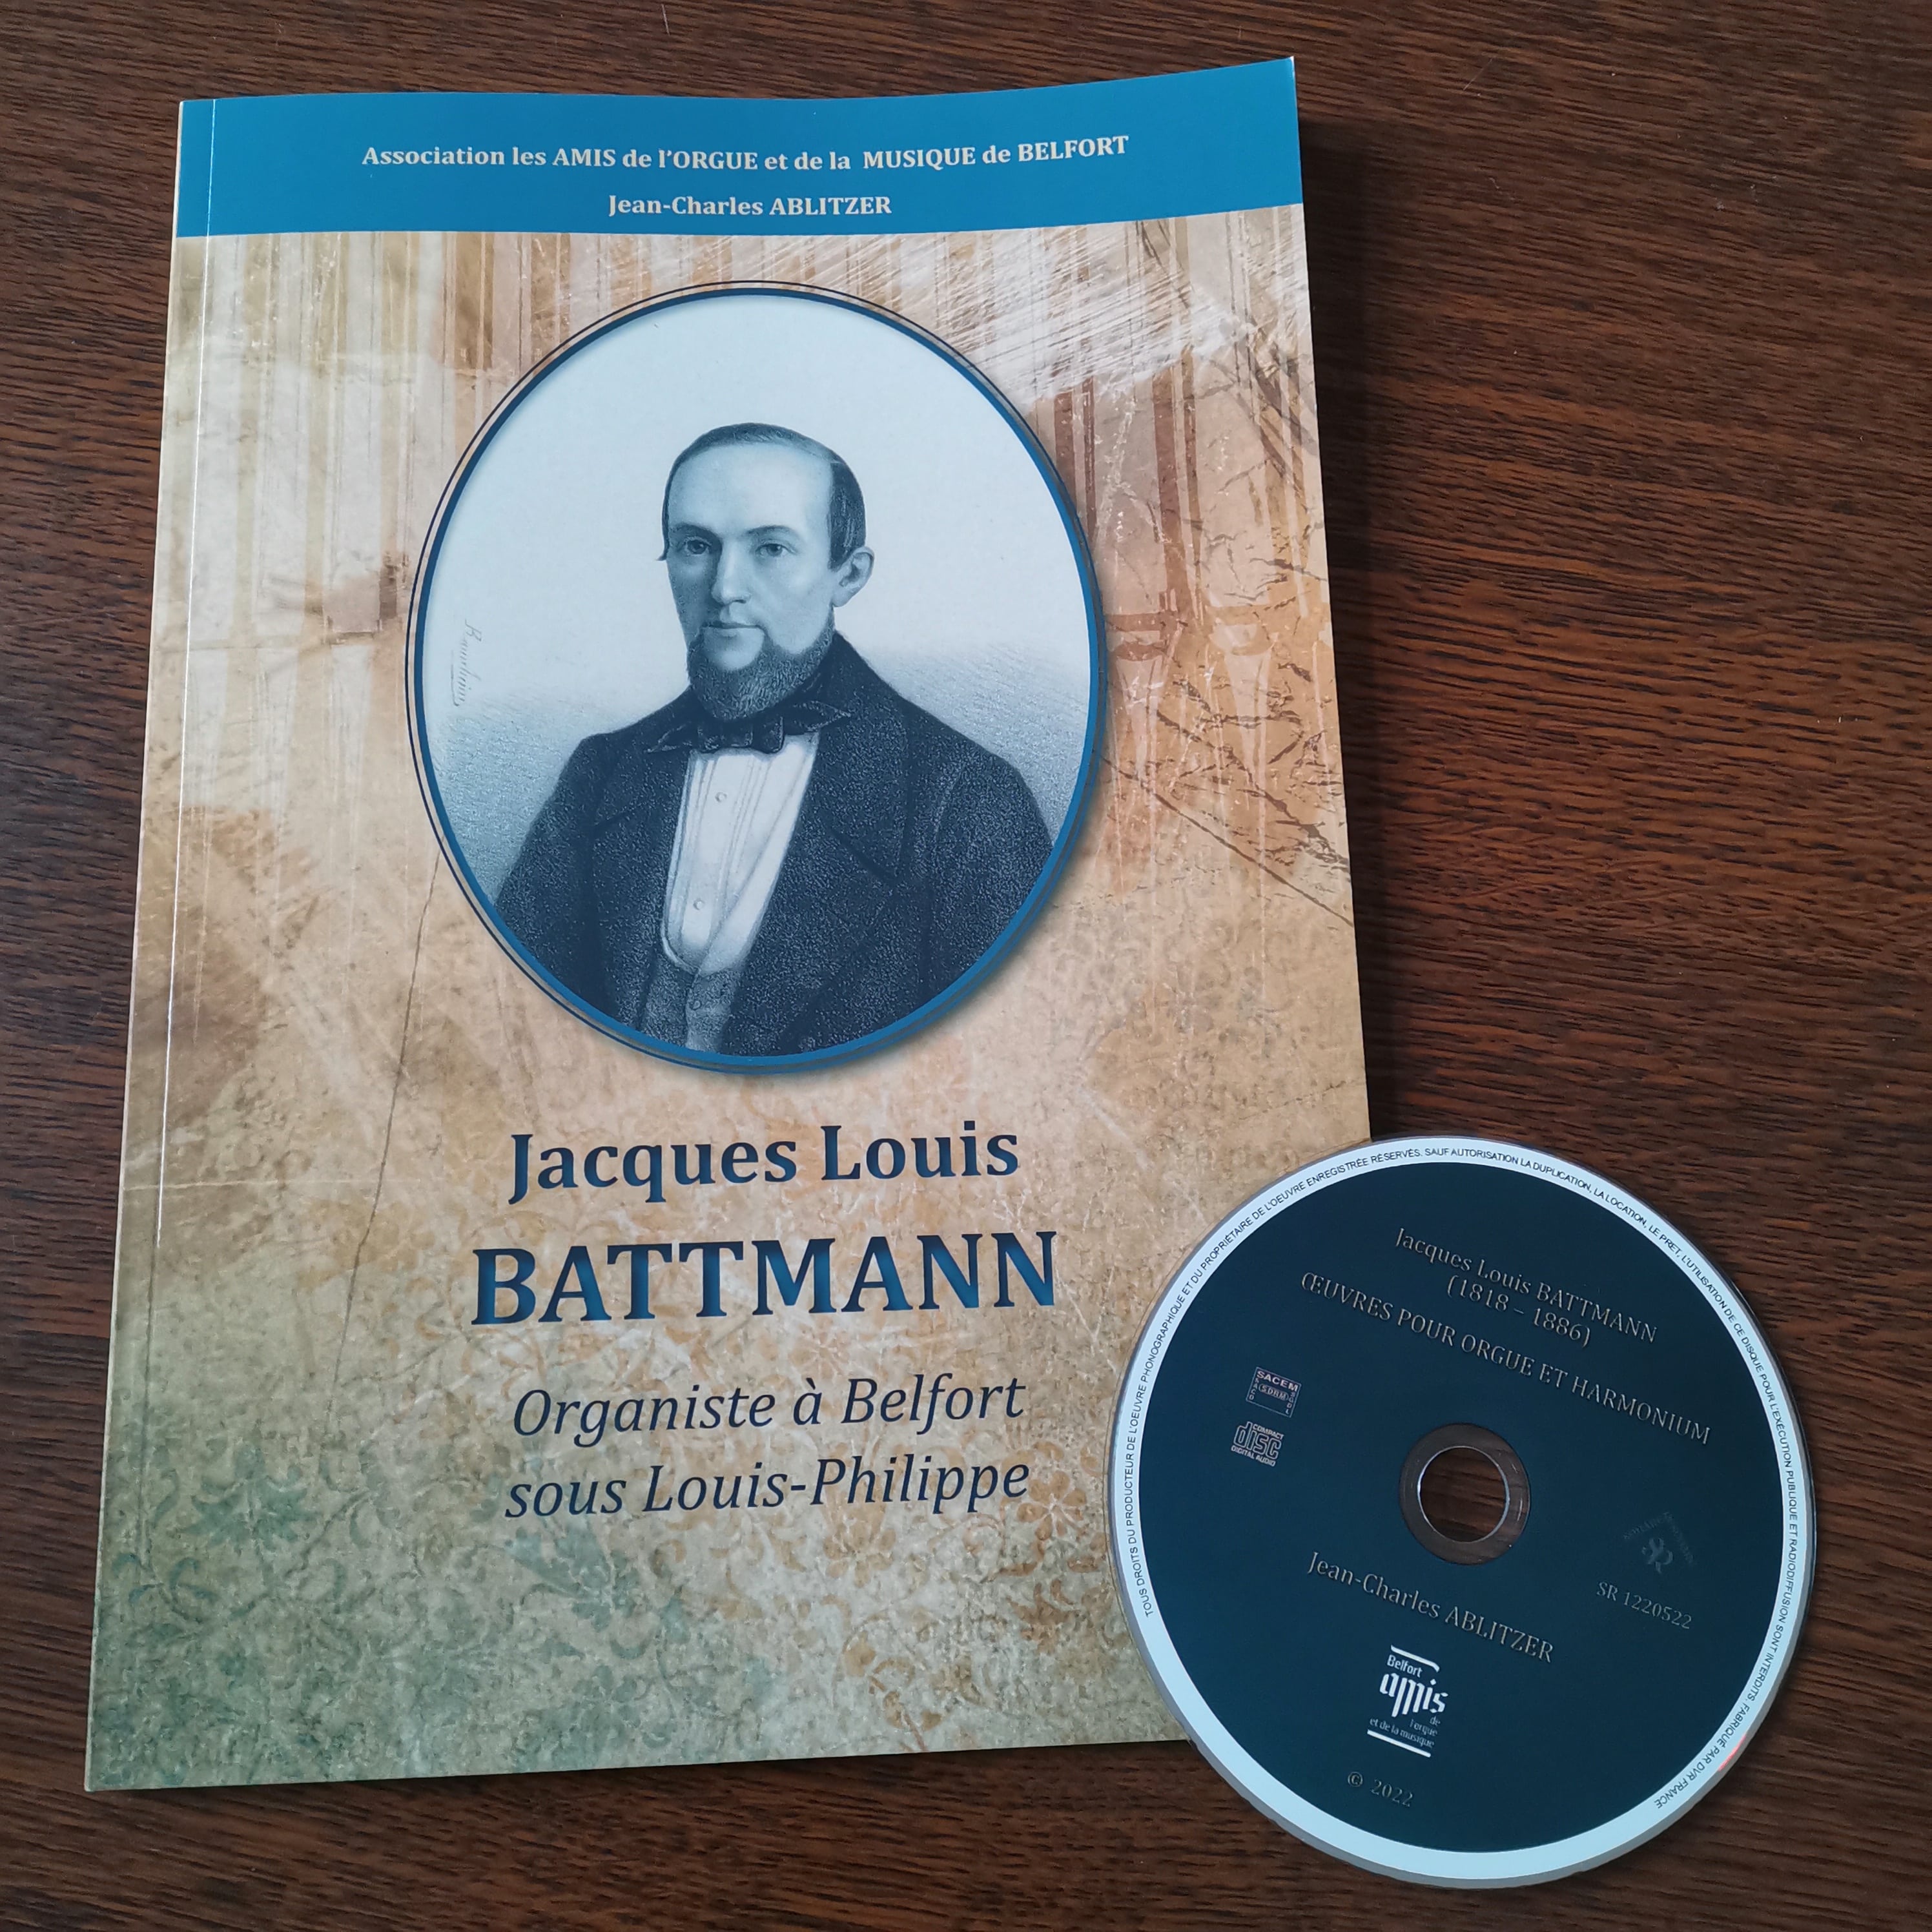 Association les AMIS de l'ORGUE et de la MUSIQUE de BELFORT
Jean-Charles ABLITZER
Jacques Louis
BATTMANN
Organiste à Belfort
sous Louis-Philippe
TOUS DROITS DU PRODUCTEUR DE L'OEUVRE PHONOGRAPHIQUE ET DU PROPRIÉTAIRE DE L'OEUVRE ENREGISTRÉE RÉSERVÉS. SAUF AUTORISATION LA DUPLICATION, LA LOCATION, LE PRET, L'UTILISATION DE CE DISQUE POUR L'EXÉCUTION PUBLIQUE ET RADIODIFFUSION SONT INTERDITS. FABRIQUÉ PAR DVR FRANCE
Jacques Louis BATTMANN
(1818 – 1886)
ŒUVRES POUR ORGUE ET HARMONIUM
SACEM
SDRM
COMPACT
disc
DIGITAL AUDIO
SR 1220522
Jean-Charles ABLITZER
Belfort
amis
de
l'orgue
et de la musique
© 2022